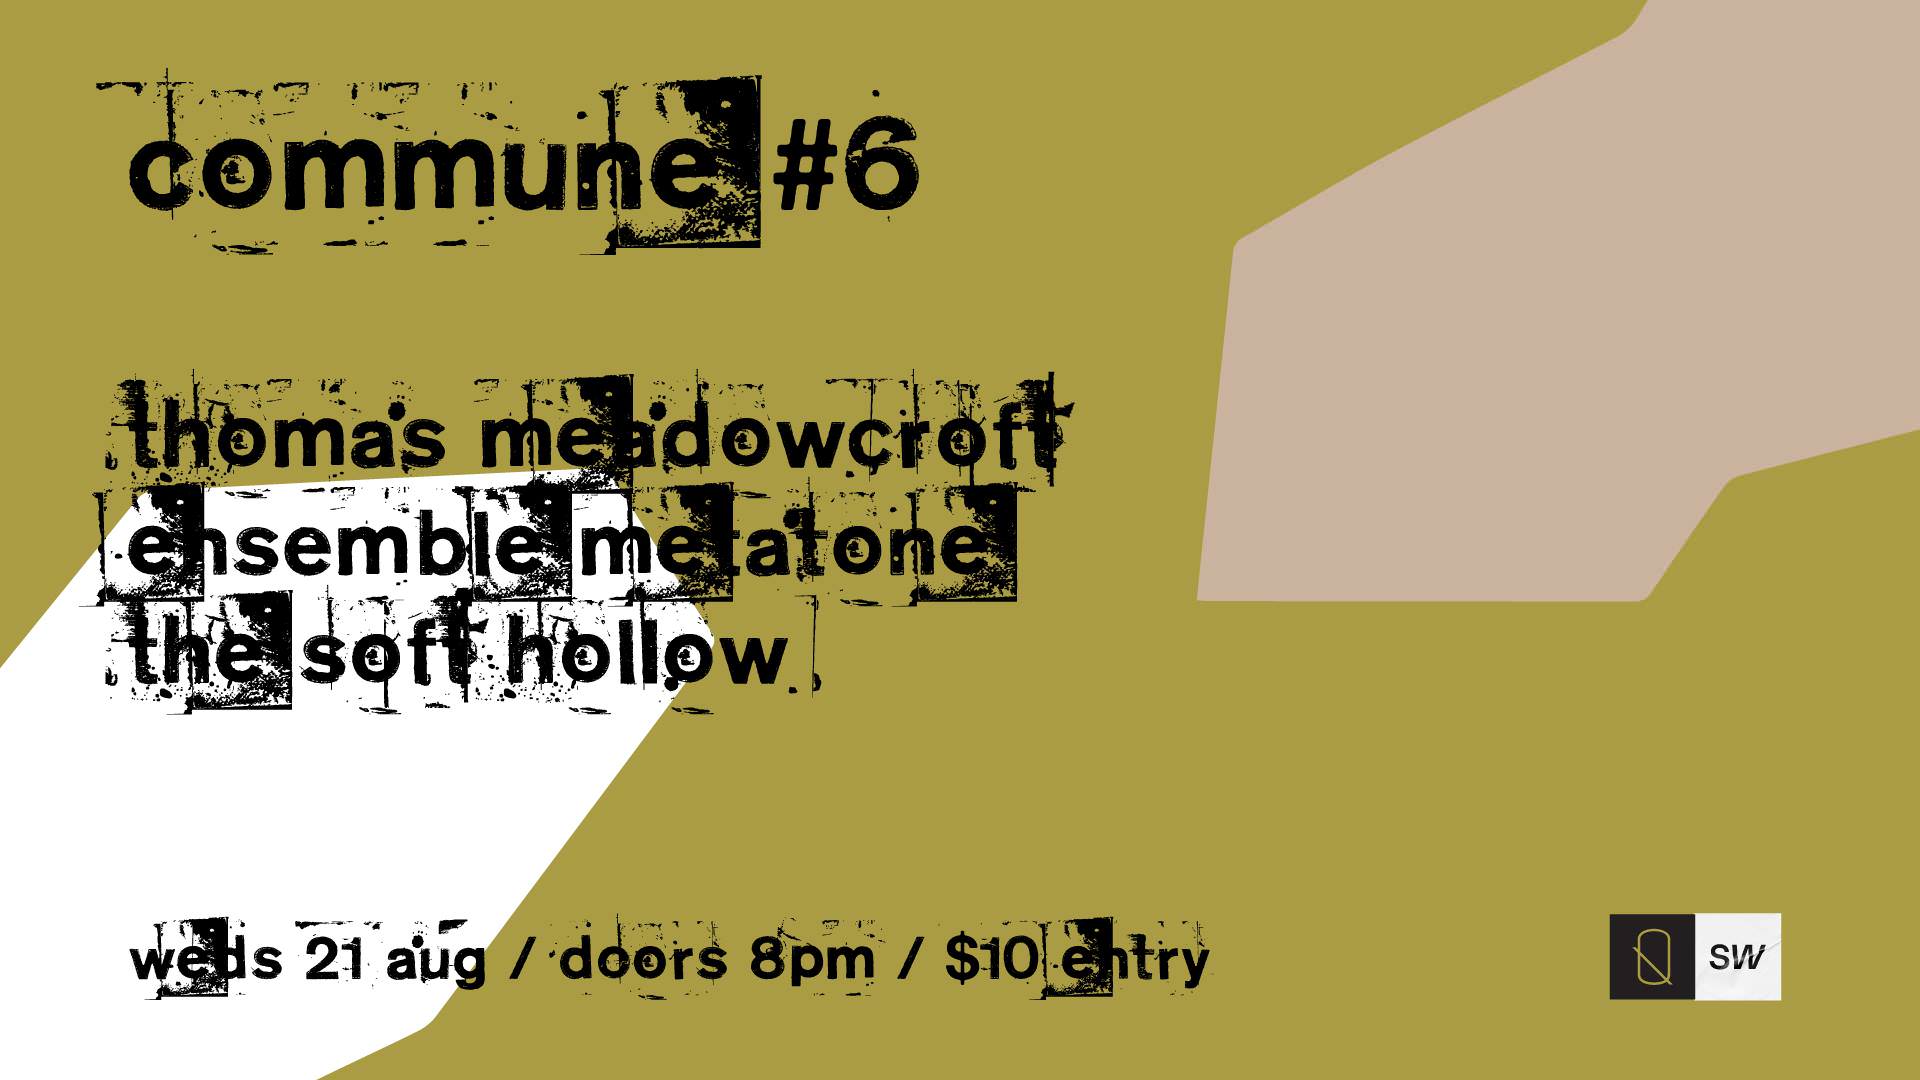 commune #6
thomas meadowcroft
ensemble metatone
the soft hollow
weds 21 aug / doors 8pm / $10 entry
SW